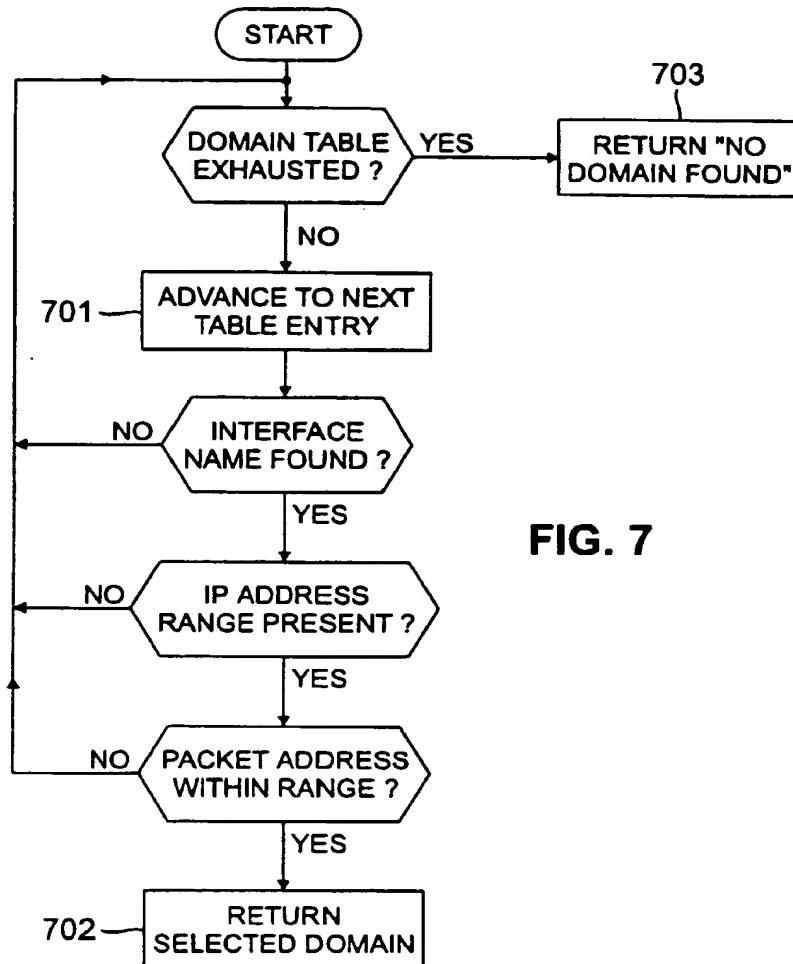 START
703
DOMAIN TABLE
EXHAUSTED ?
YES
RETURN "NO
DOMAIN FOUND"
NO
701
ADVANCE TO NEXT
TABLE ENTRY
NO
INTERFACE
NAME FOUND ?
YES
FIG. 7
NO
IP ADDRESS
RANGE PRESENT ?
YES
NO
PACKET ADDRESS
WITHIN RANGE ?
YES
702
RETURN
SELECTED DOMAIN